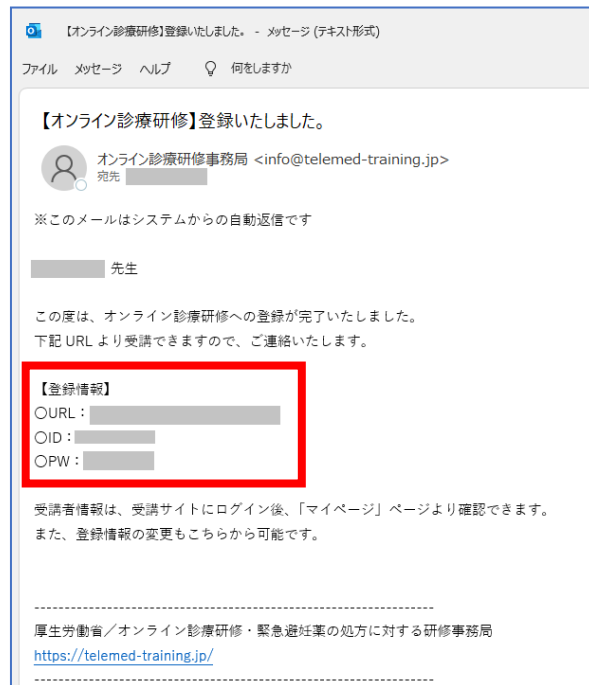 【オンライン診療研修】登録いたしました。 - メッセージ (テキスト形式)
ファイル メッセージ ヘルプ 何をしますか
【オンライン診療研修】登録いたしました。
オンライン診療研修事務局 <info@telemed-training.jp>
宛先
※このメールはシステムからの自動返信です
先生
この度は、オンライン診療研修への登録が完了いたしました。
下記 URL より受講できますので、ご連絡いたします。
【登録情報】
○URL：
○ID：
○PW：
受講者情報は、受講サイトにログイン後、「マイページ」ページより確認できます。
また、登録情報の変更もこちらから可能です。
-------------------------------------------------------------------
厚生労働省／オンライン診療研修・緊急避妊薬の処方に対する研修事務局
https://telemed-training.jp/
-------------------------------------------------------------------